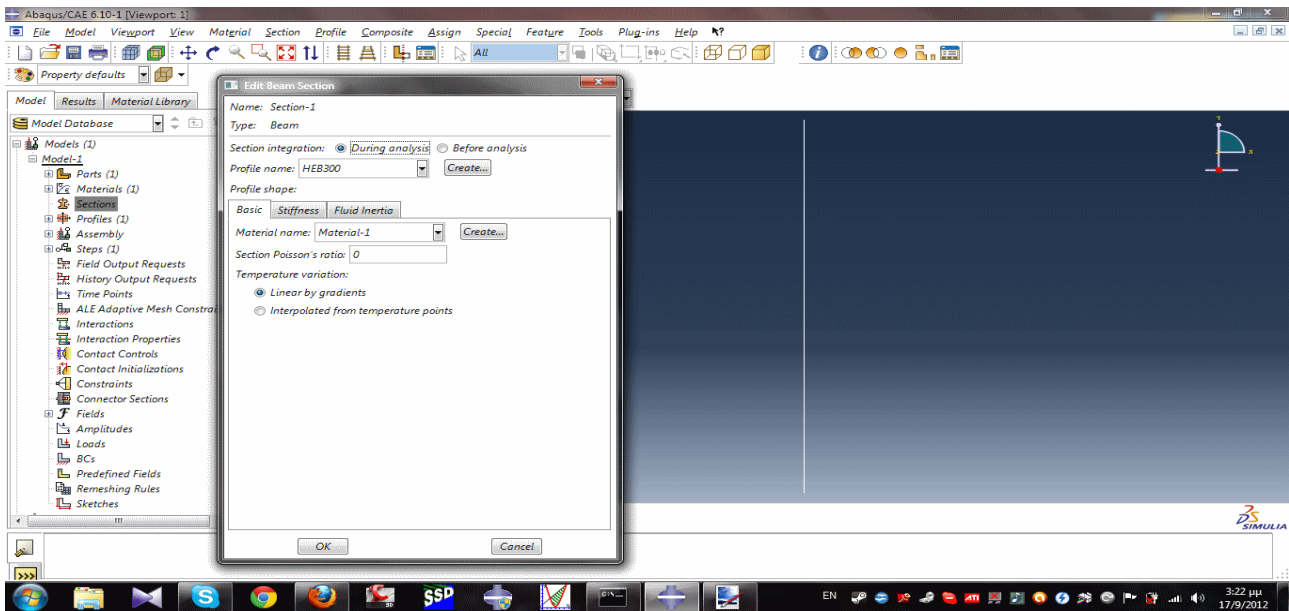 Abaqus/CAE 6.10-1 [Viewport: 1]
File Model Viewport View Material Section Profile Composite Assign Special Feature Tools Plug-ins Help
All
Property defaults
Model Results Material Library
Model Database
Models (1)
Model-1
Parts (1)
Materials (1)
Sections
Profiles (1)
Assembly
Steps (1)
Field Output Requests
History Output Requests
Time Points
ALE Adaptive Mesh Constrai
Interactions
Interaction Properties
Contact Controls
Contact Initializations
Constraints
Connector Sections
Fields
Amplitudes
Loads
BCs
Predefined Fields
Remeshing Rules
Sketches
Edit Beam Section
Name: Section-1
Type: Beam
Section integration: During analysis Before analysis
Profile name: HEB300 Create...
Profile shape:
Basic Stiffness Fluid Inertia
Material name: Material-1 Create...
Section Poisson's ratio: 0
Temperature variation:
Linear by gradients
Interpolated from temperature points
OK Cancel
Y
X
SIMULIA
>>>
SSD
EN
3:22 μμ
17/9/2012